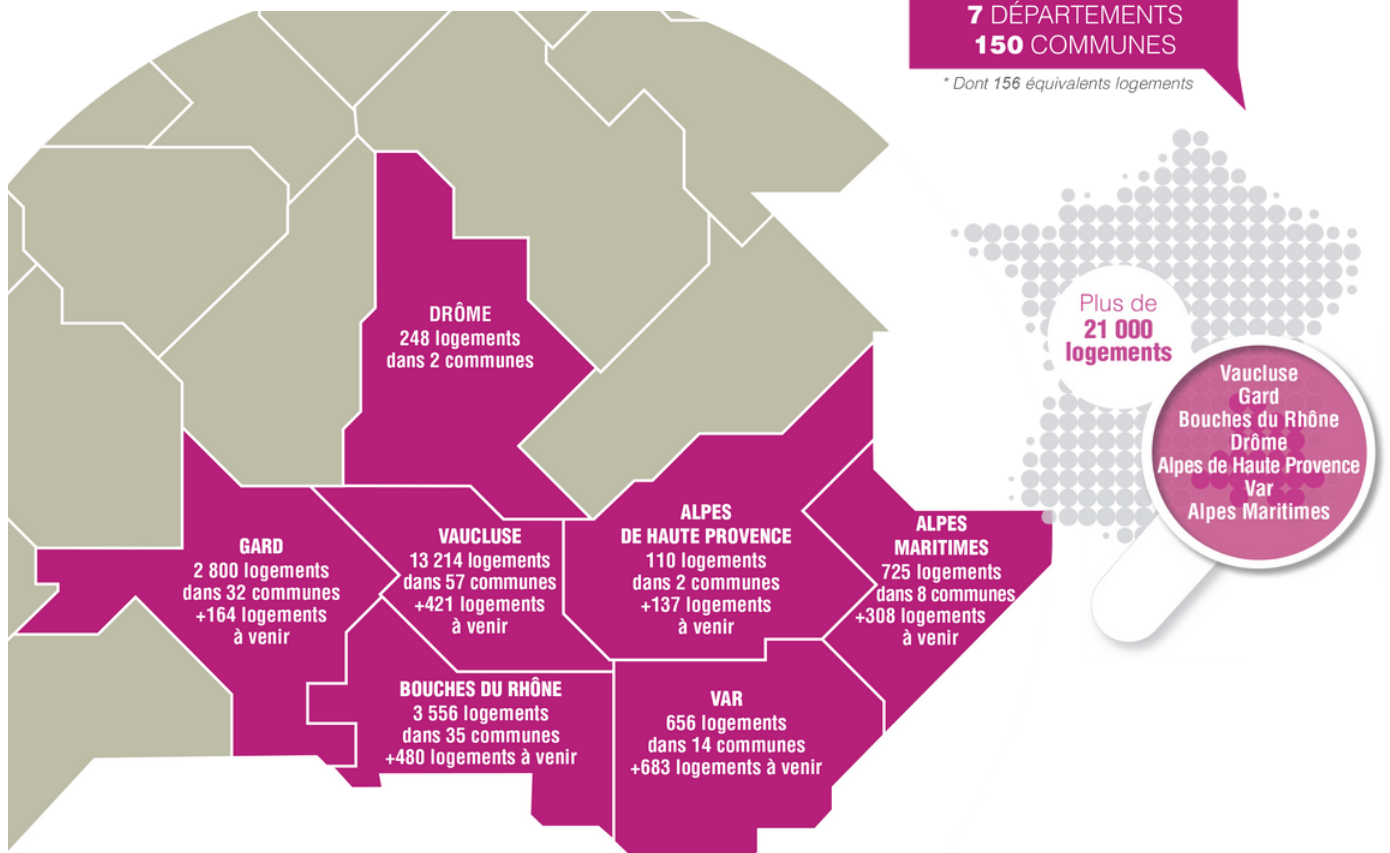 7 DÉPARTEMENTS
150 COMMUNES
* Dont 156 équivalents logements
Plus de
21 000
logements
Vaucluse
Gard
Bouches du Rhône
Drôme
Alpes de Haute Provence
Var
Alpes Maritimes
DRÔME
248 logements
dans 2 communes
GARD
2 800 logements
dans 32 communes
+164 logements
à venir
VAUCLUSE
13 214 logements
dans 57 communes
+421 logements
à venir
ALPES
DE HAUTE PROVENCE
110 logements
dans 2 communes
+137 logements
à venir
ALPES
MARITIMES
725 logements
dans 8 communes
+308 logements
à venir
BOUCHES DU RHÔNE
3 556 logements
dans 35 communes
+480 logements à venir
VAR
656 logements
dans 14 communes
+683 logements à venir